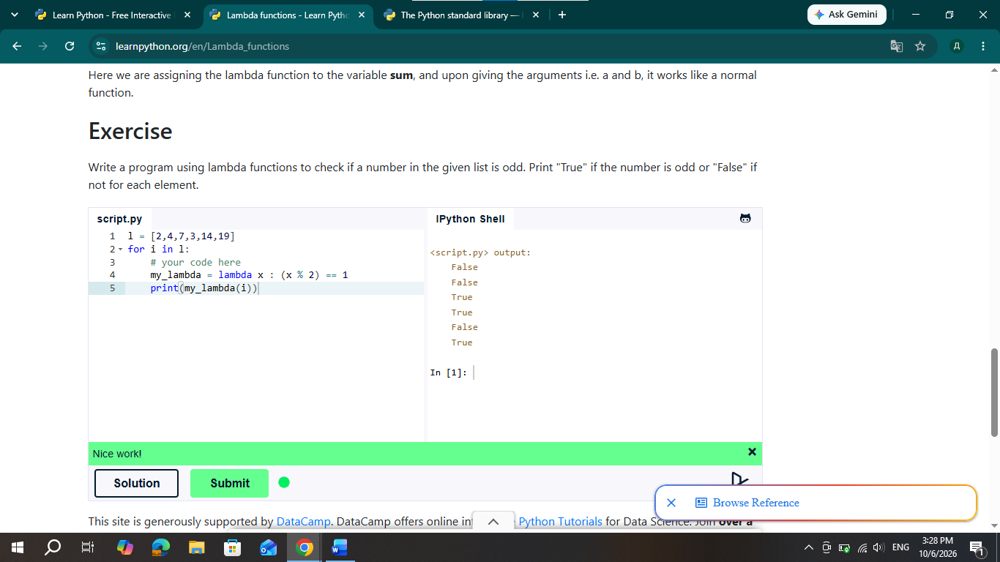 Learn Python - Free Interactive
Lambda functions - Learn Pytho
The Python standard library —
Ask Gemini
learnpython.org/en/Lambda_functions
Д
Here we are assigning the lambda function to the variable sum, and upon giving the arguments i.e. a and b, it works like a normal
function.
Exercise
Write a program using lambda functions to check if a number in the given list is odd. Print "True" if the number is odd or "False" if
not for each element.
script.py
1 l = [2,4,7,3,14,19]
2 for i in l:
3 # your code here
4 my_lambda = lambda x : (x % 2) == 1
5 print(my_lambda(i))
IPython Shell
<script.py> output:
False
False
True
True
False
True
In [1]:
Nice work!
Solution
Submit
Browse Reference
This site is generously supported by DataCamp. DataCamp offers online in Python Tutorials for Data Science. Join over a
ENG
3:28 PM
10/6/2026
1